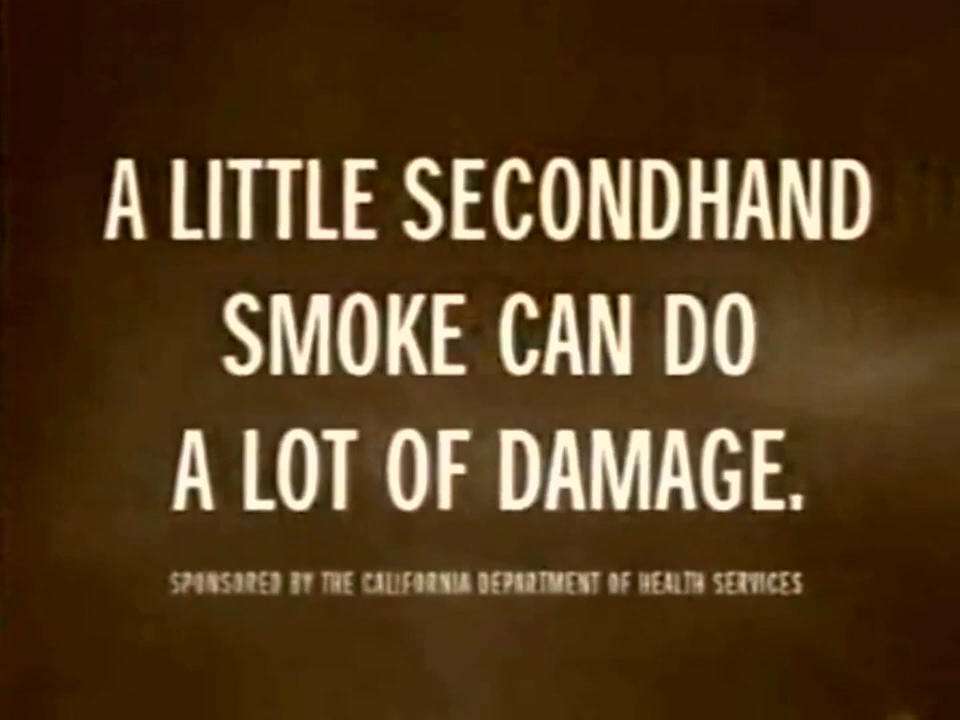 A LITTLE SECONDHAND
SMOKE CAN DO
A LOT OF DAMAGE.
SPONSORED BY THE CALIFORNIA DEPARTMENT OF HEALTH SERVICES